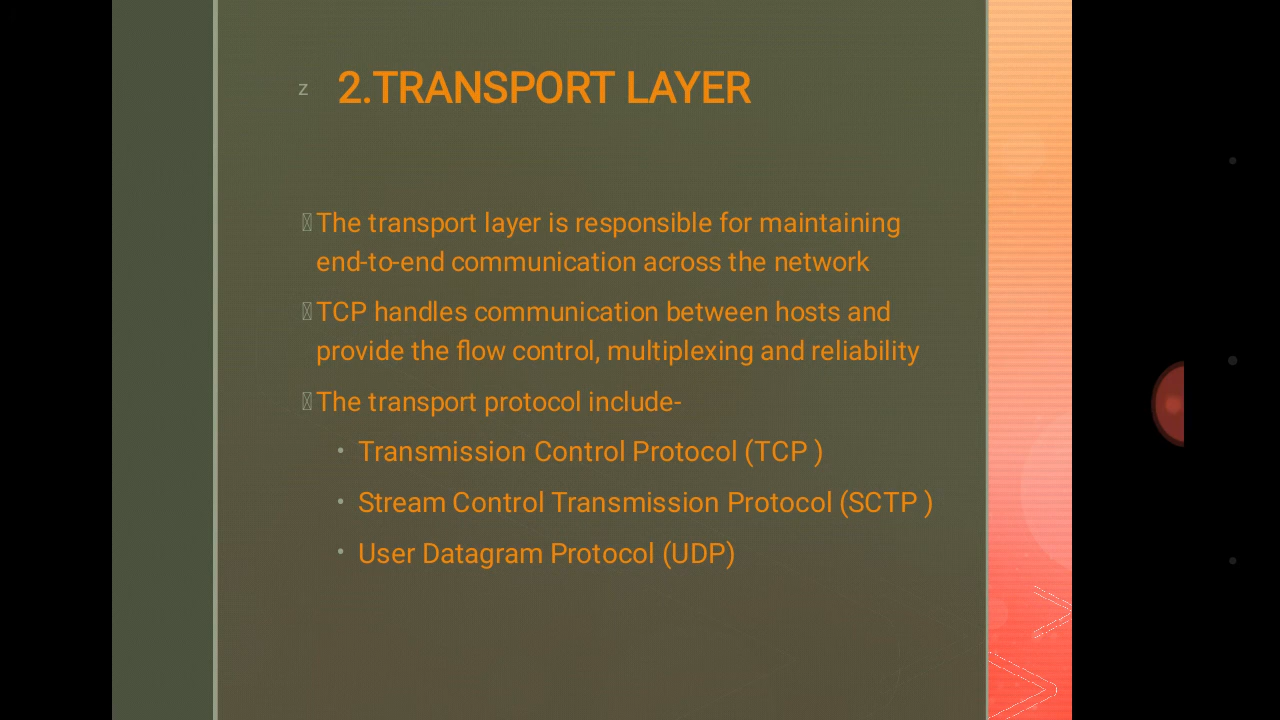 z 2.TRANSPORT LAYER
The transport layer is responsible for maintaining
end-to-end communication across the network
TCP handles communication between hosts and
provide the flow control, multiplexing and reliability
The transport protocol include-
• Transmission Control Protocol (TCP )
• Stream Control Transmission Protocol (SCTP )
• User Datagram Protocol (UDP)